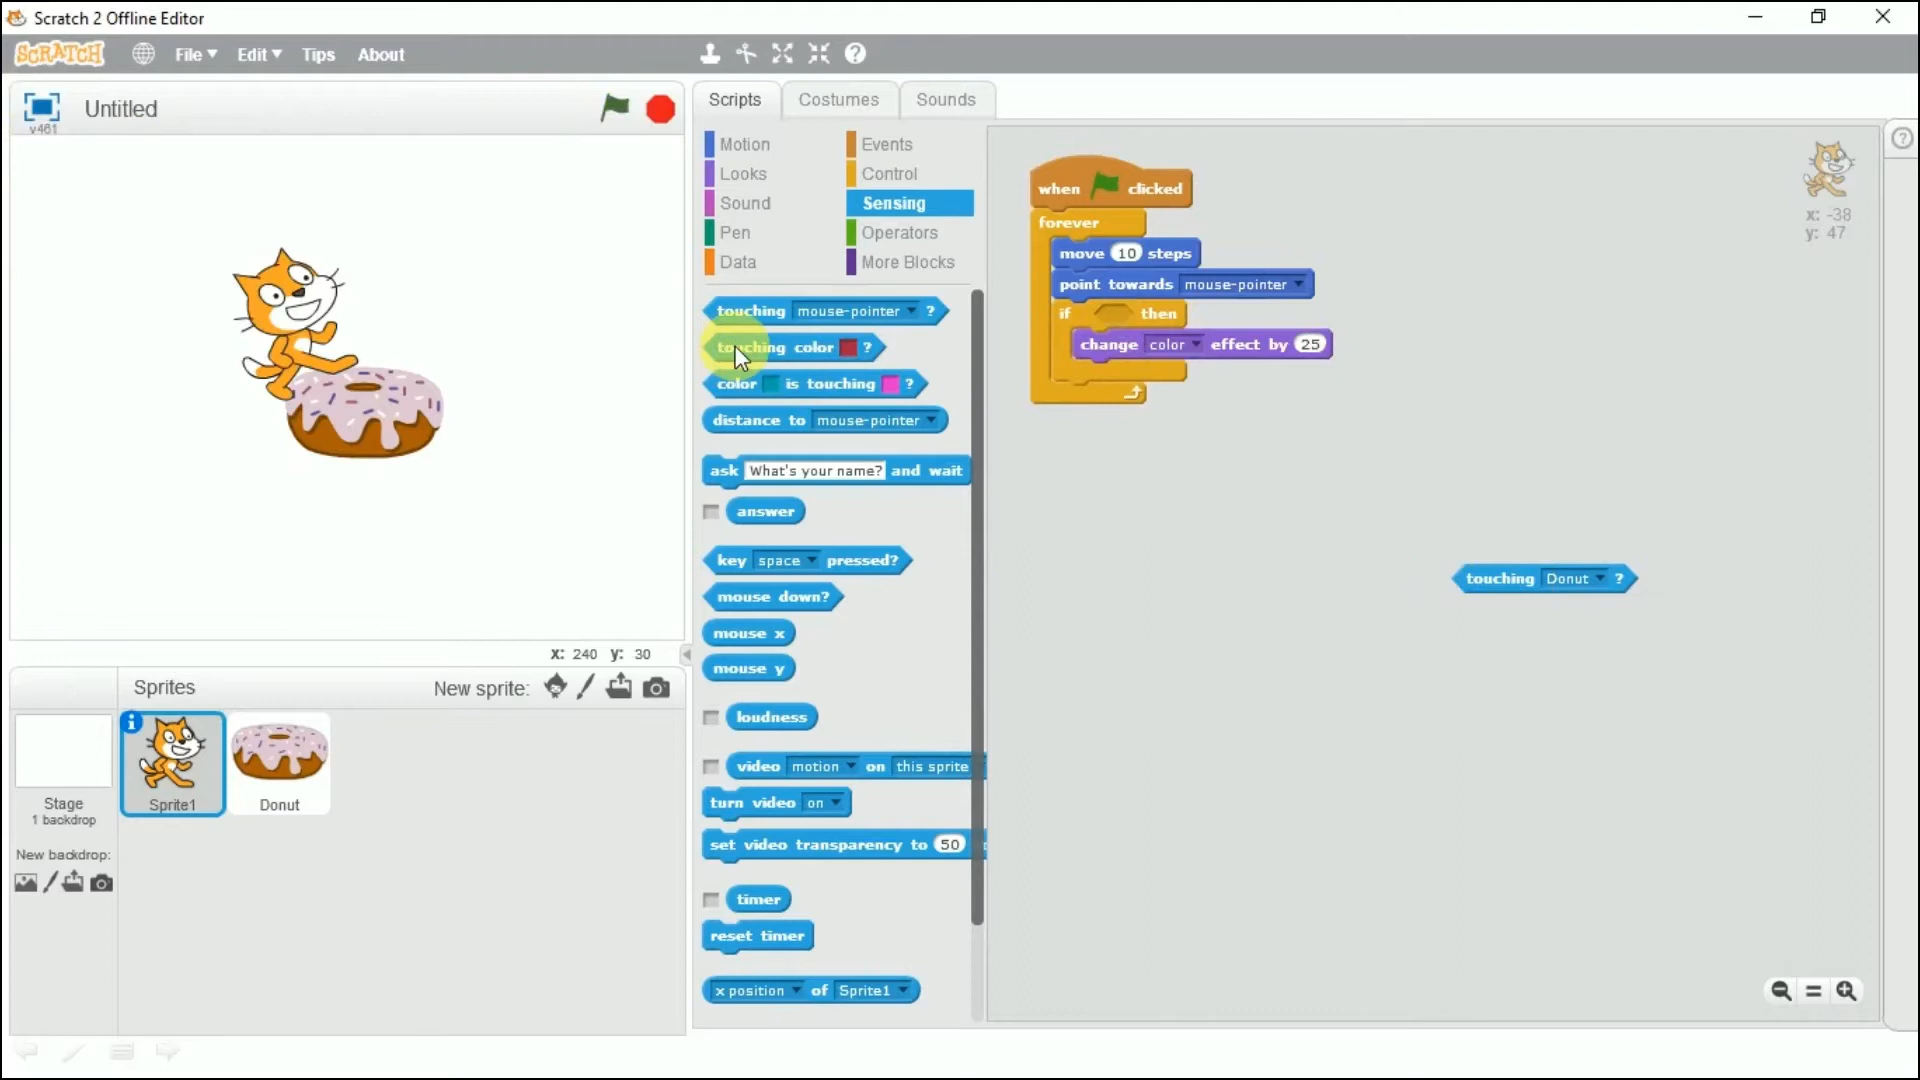 Scratch 2 Offline Editor
SCRATCH File Edit Tips About
v461 Untitled
Scripts Costumes Sounds
Motion Events
Looks Control
Sound Sensing
Pen Operators
Data More Blocks
touching mouse-pointer ?
touching color ?
color is touching ?
distance to mouse-pointer
ask What's your name? and wait
answer
key space pressed?
mouse down?
mouse x
mouse y
loudness
video motion on this sprite
turn video on
set video transparency to 50
timer
reset timer
x position of Sprite1
when clicked
forever
move 10 steps
point towards mouse-pointer
if then
change color effect by 25
touching Donut ?
x: -38
y: 47
x: 240 y: 30
Sprites New sprite:
Stage
1 backdrop
New backdrop:
Sprite1
Donut